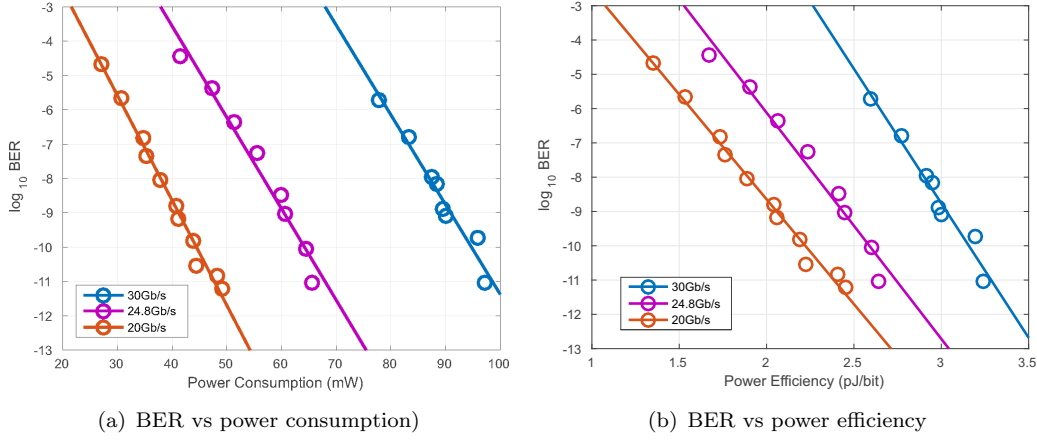 -3
-4
-5
-6
-7
-8
-9
-10
-11
-12
-13
log10 BER
20 30 40 50 60 70 80 90 100
Power Consumption (mW)
30Gb/s
24.8Gb/s
20Gb/s
(a) BER vs power consumption)
-3
-4
-5
-6
-7
-8
-9
-10
-11
-12
-13
log10 BER
1 1.5 2 2.5 3 3.5
Power Efficiency (pJ/bit)
30Gb/s
24.8Gb/s
20Gb/s
(b) BER vs power efficiency